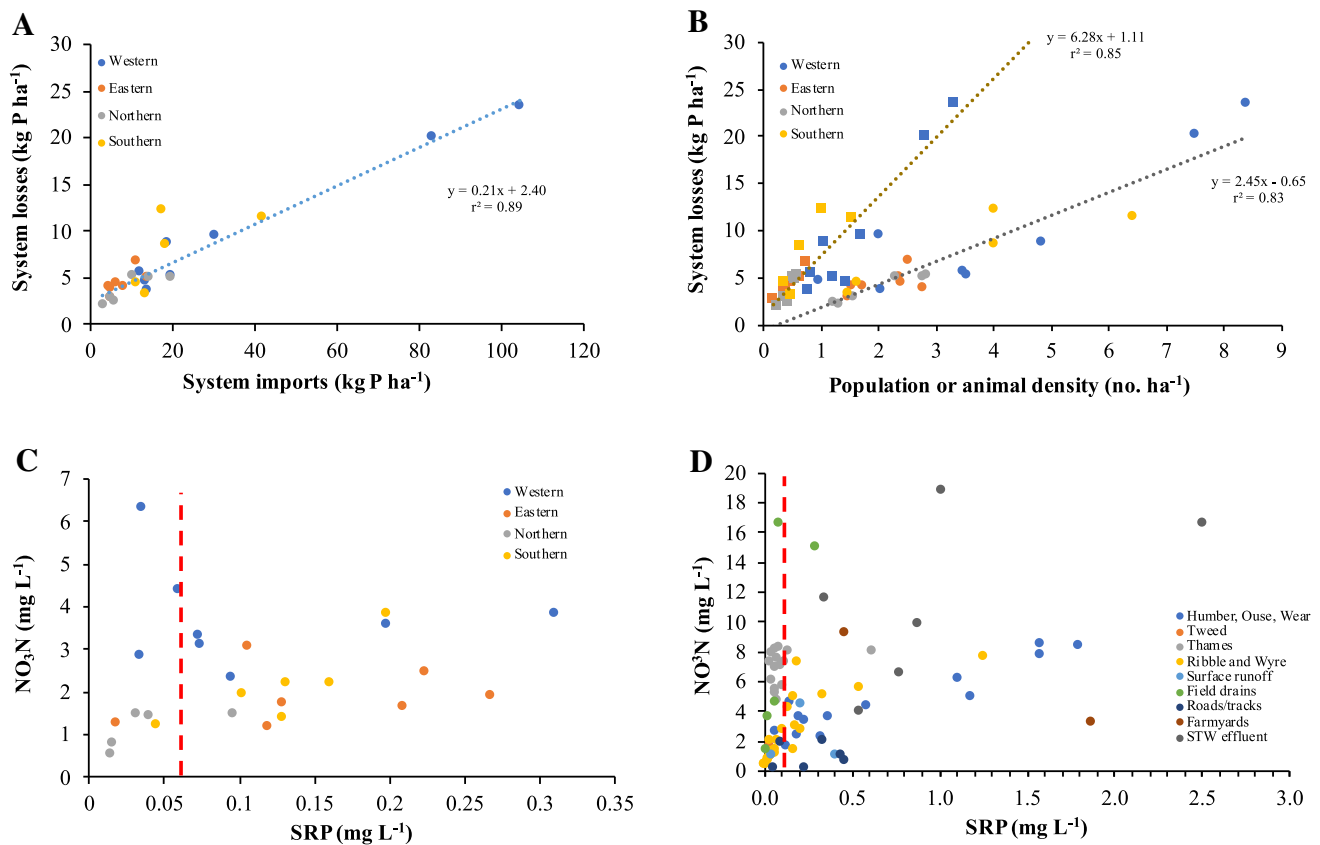 A
System losses (kg P ha⁻¹)
30
25
20
15
10
5
0
Western
Eastern
Northern
Southern
y = 0.21x + 2.40
r² = 0.89
0 20 40 60 80 100 120
System imports (kg P ha⁻¹)
B
System losses (kg P ha⁻¹)
30
25
20
15
10
5
0
Western
Eastern
Northern
Southern
y = 6.28x + 1.11
r² = 0.85
y = 2.45x - 0.65
r² = 0.83
0 1 2 3 4 5 6 7 8 9
Population or animal density (no. ha⁻¹)
C
NO₃N (mg L⁻¹)
7
6
5
4
3
2
1
0
Western
Eastern
Northern
Southern
0 0.05 0.1 0.15 0.2 0.25 0.3 0.35
SRP (mg L⁻¹)
D
NO³N (mg L⁻¹)
20
18
16
14
12
10
8
6
4
2
0
Humber, Ouse, Wear
Tweed
Thames
Ribble and Wyre
Surface runoff
Field drains
Roads/tracks
Farmyards
STW effluent
0.0 0.5 1.0 1.5 2.0 2.5 3.0
SRP (mg L⁻¹)